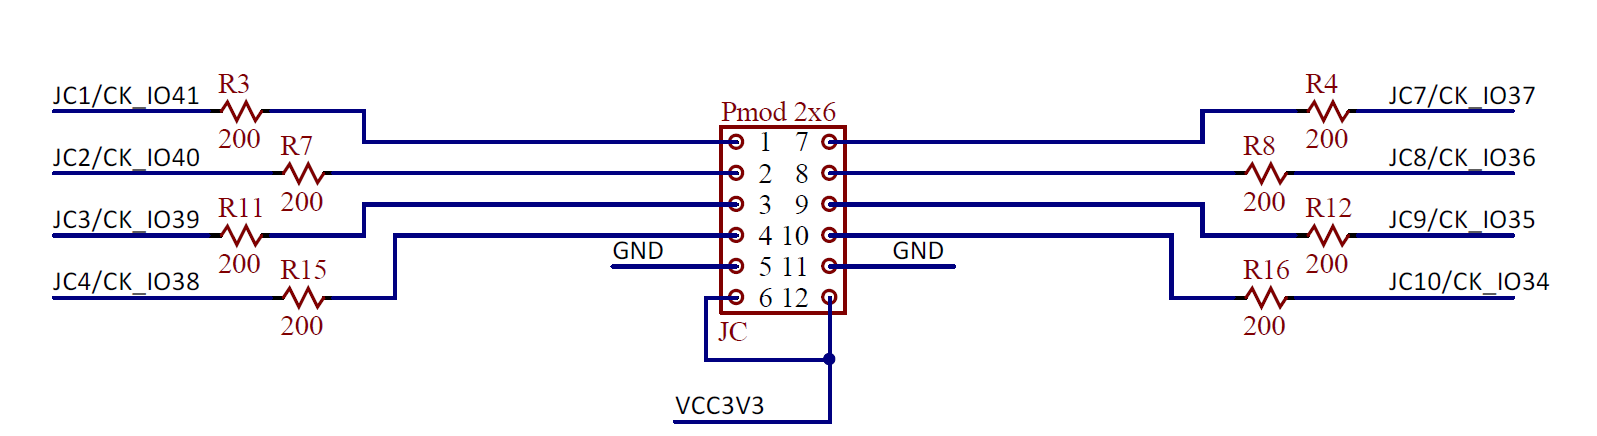 R3
R4
JC1/CK_IO41
JC7/CK_IO37
Pmod 2x6
200
200
R7
1 7
R8
JC2/CK_IO40
JC8/CK_IO36
2 8
200
200
R11
3 9
R12
JC3/CK_IO39
JC9/CK_IO35
4 10
GND
GND
200
200
5 11
R15
R16
JC4/CK_IO38
JC10/CK_IO34
6 12
200
200
JC
VCC3V3